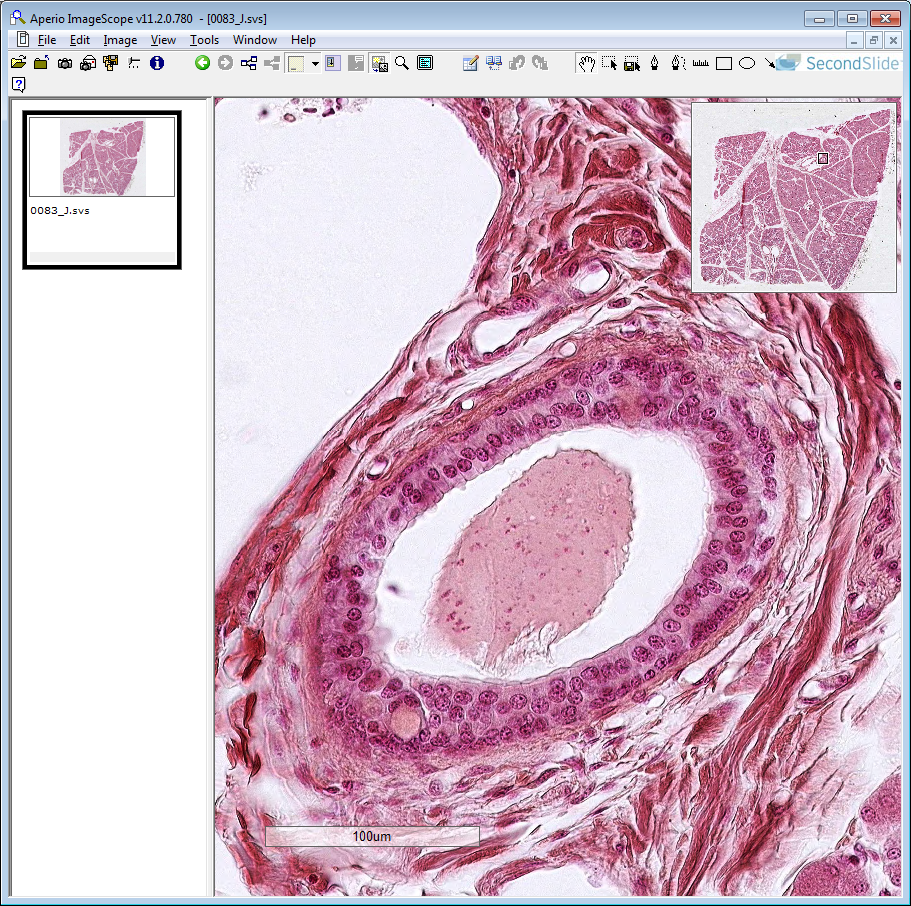 Aperio ImageScope v11.2.0.780 - [0083_J.svs]
File Edit Image View Tools Window Help
SecondSlide
0083_J.svs
100um